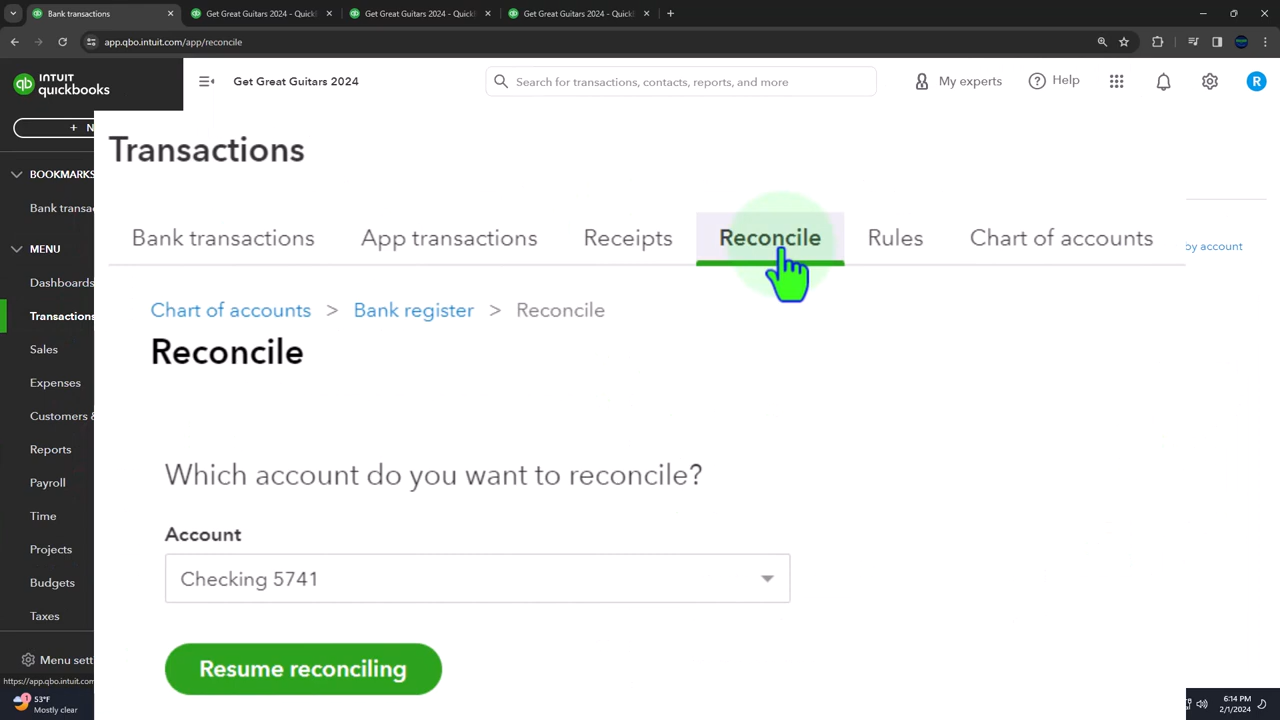 Bank transactions
Get Great Guitars 2024 - Quick
Get Great Guitars 2024 - Quick
Get Great Guitars 2024 - Quick
app.qbo.intuit.com/app/reconcile
INTUIT
quickbooks
Get Great Guitars 2024
Search for transactions, contacts, reports, and more
My experts
Help
R
+ N
BOOKMARKS
Bank transa
MENU
Dashboards
Transactions
Sales
Expenses
Customers &
Reports
Payroll
Time
Projects
Budgets
Taxes
Menu sett
https://app.qbo.intuit.com
53°F
Mostly clear
Transactions
Bank transactions
App transactions
Receipts
Reconcile
Rules
Chart of accounts
by account
Chart of accounts > Bank register > Reconcile
Reconcile
Which account do you want to reconcile?
Account
Checking 5741
Resume reconciling
6:14 PM
2/1/2024